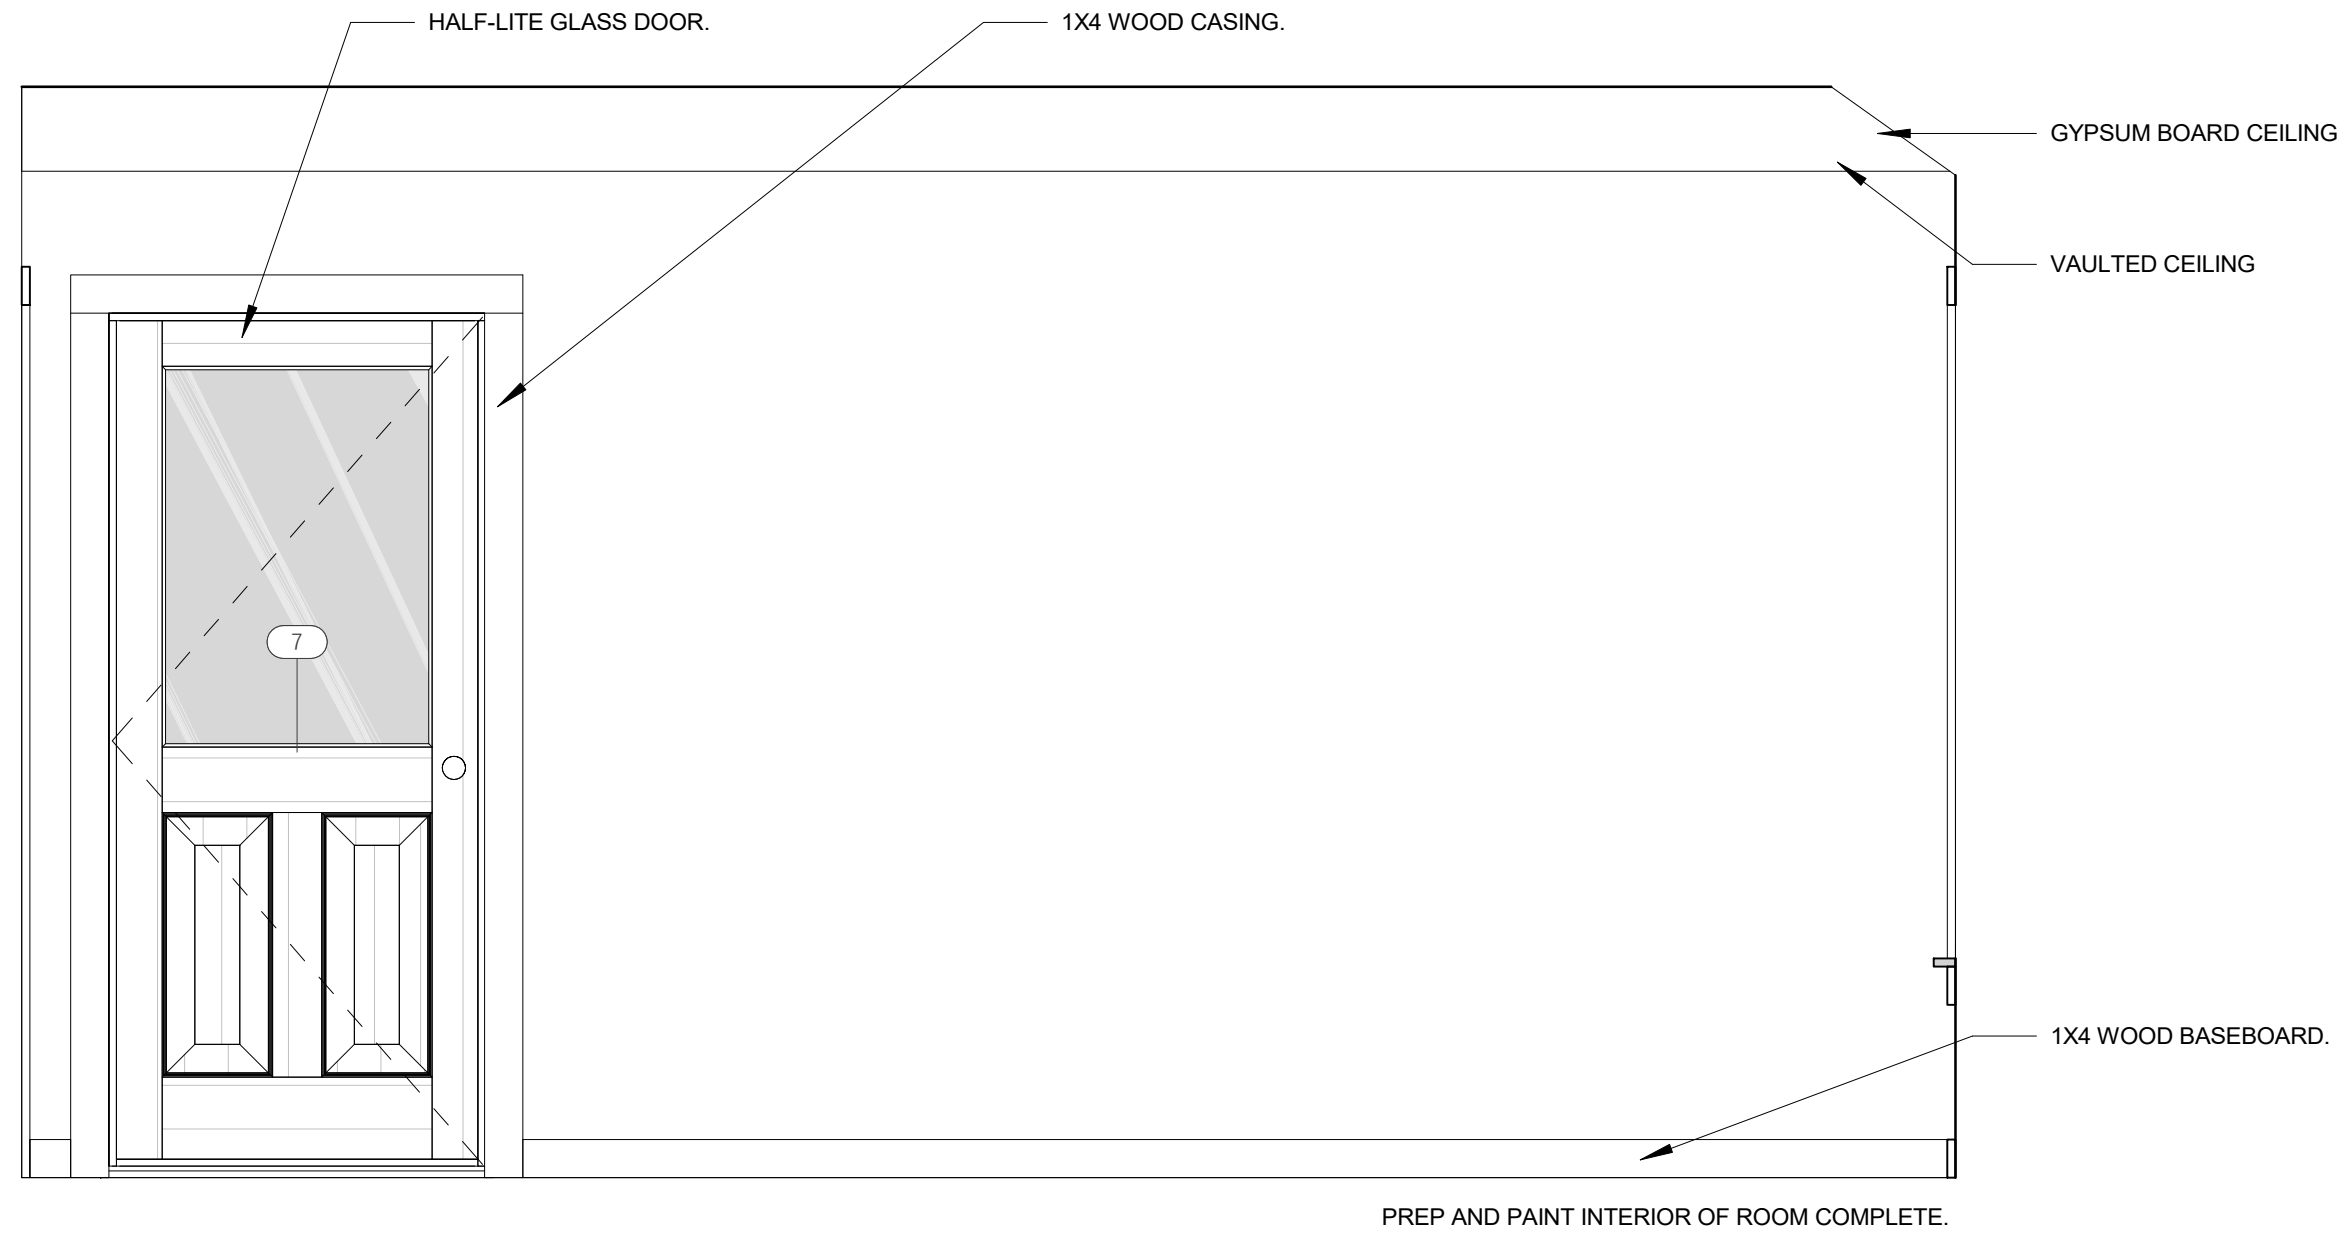 HALF-LITE GLASS DOOR.
1X4 WOOD CASING.
GYPSUM BOARD CEILING
VAULTED CEILING
7
1X4 WOOD BASEBOARD.
PREP AND PAINT INTERIOR OF ROOM COMPLETE.